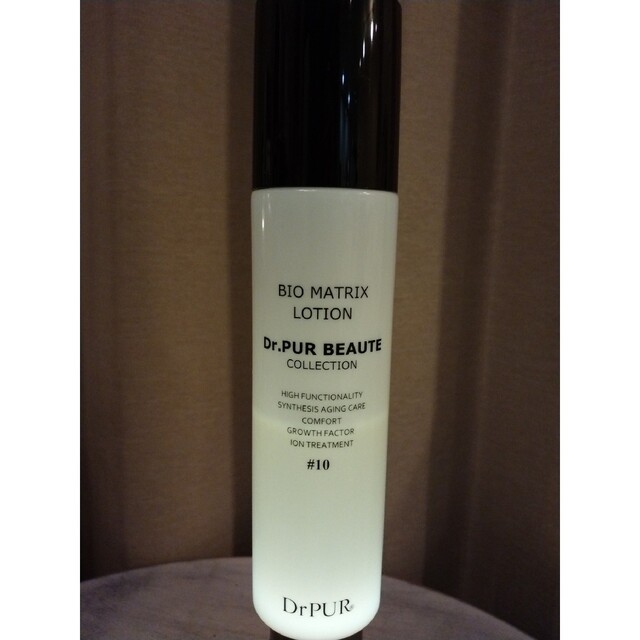 BIO MATRIX
LOTION
Dr.PUR BEAUTE
COLLECTION
HIGH FUNCTIONALITY
SYNTHESIS AGING CARE
COMFORT
GROWTH FACTOR
ION TREATMENT
#10
DrPUR®